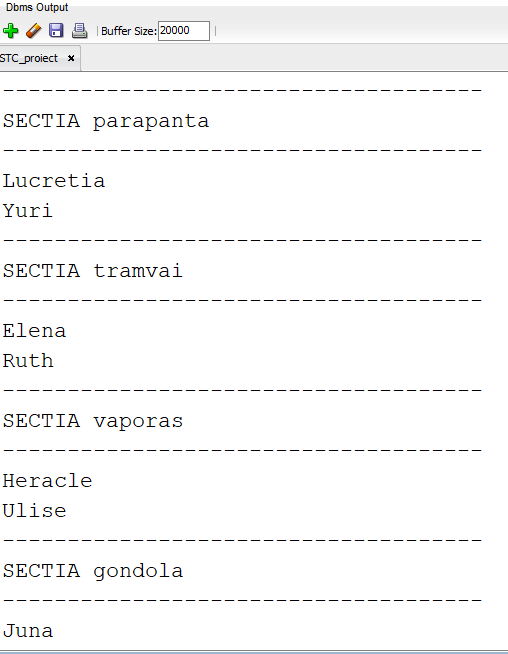 Dbms Output
Buffer Size: 20000
STC_proiect ×
-------------------------------------
SECTIA parapanta
-------------------------------------
Lucretia
Yuri
-------------------------------------
SECTIA tramvai
-------------------------------------
Elena
Ruth
-------------------------------------
SECTIA vaporas
-------------------------------------
Heracle
Ulise
-------------------------------------
SECTIA gondola
-------------------------------------
Juna